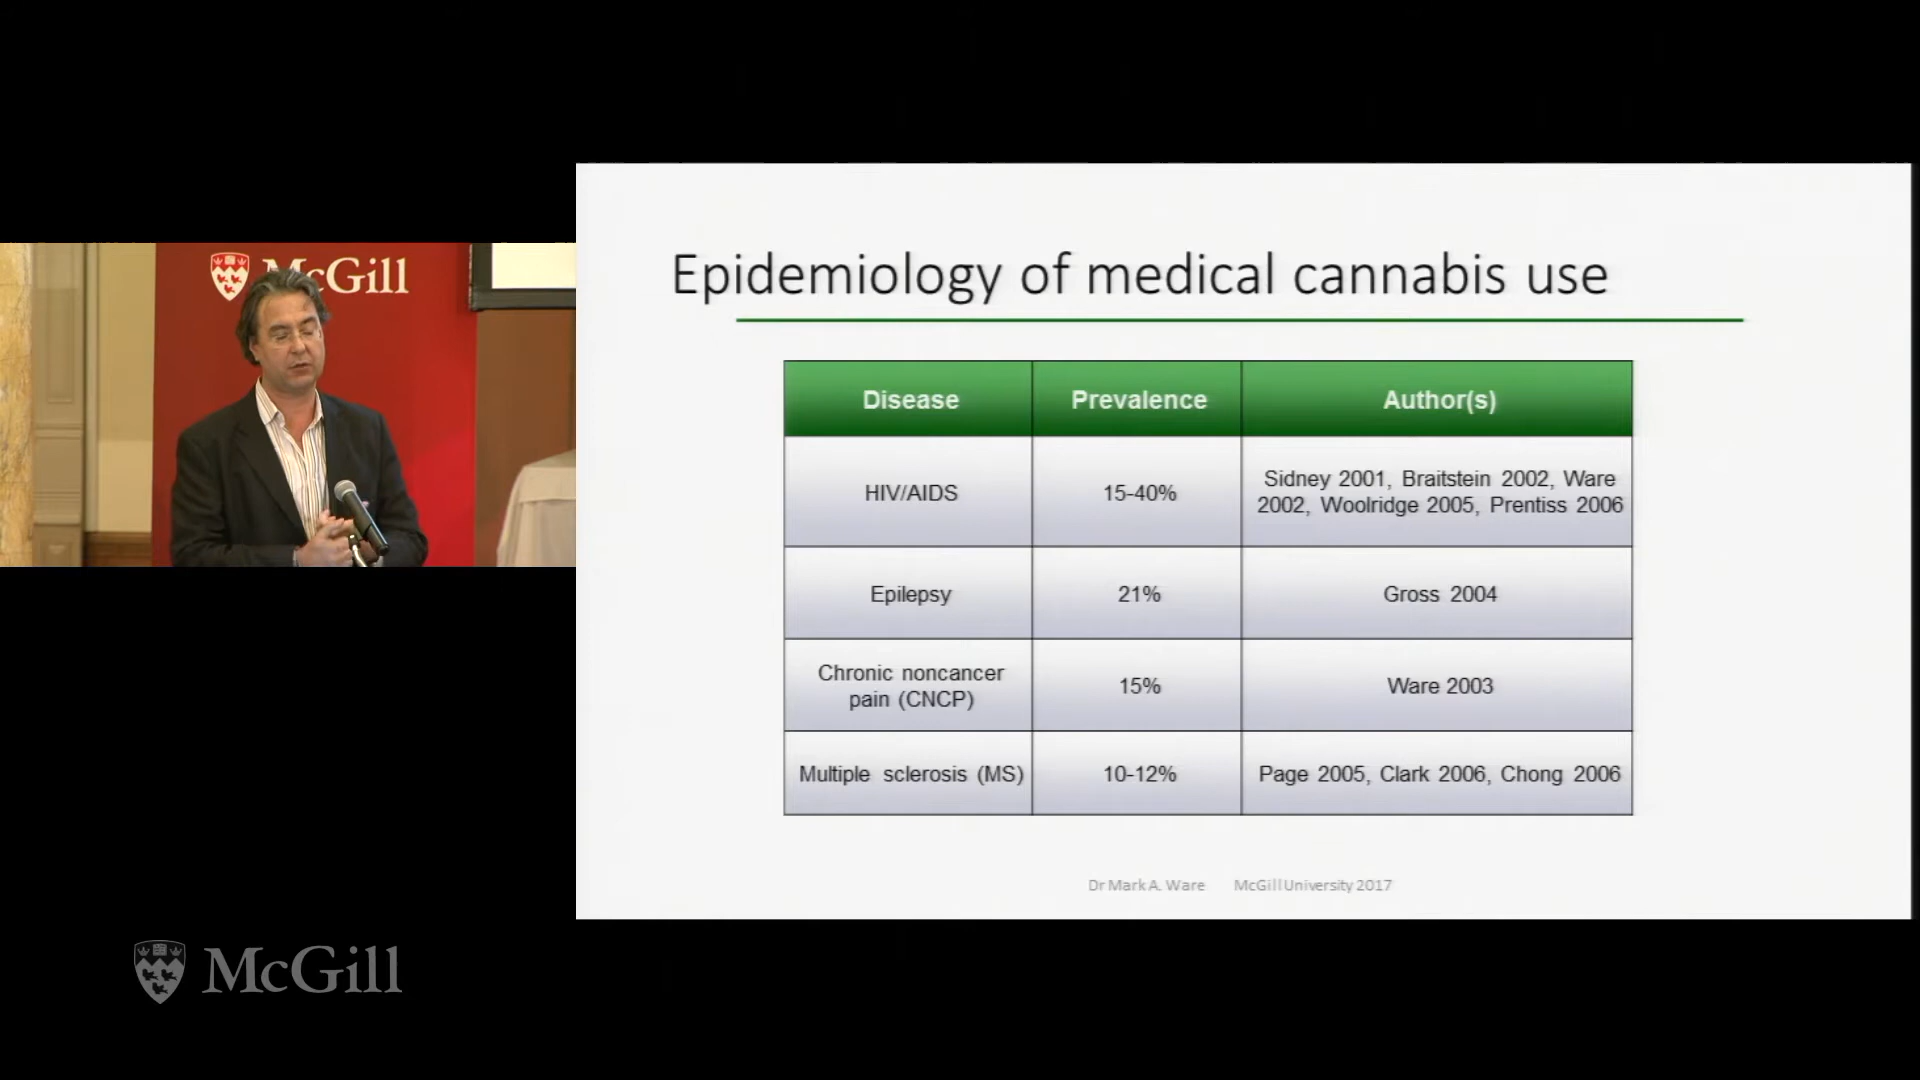 McGill
Epidemiology of medical cannabis use
Disease
Prevalence
Author(s)
HIV/AIDS
15-40%
Sidney 2001, Braitstein 2002, Ware
2002, Woolridge 2005, Prentiss 2006
Epilepsy
21%
Gross 2004
Chronic noncancer
pain (CNCP)
15%
Ware 2003
Multiple sclerosis (MS)
10-12%
Page 2005, Clark 2006, Chong 2006
Dr Mark A. Ware McGill University 2017
McGill